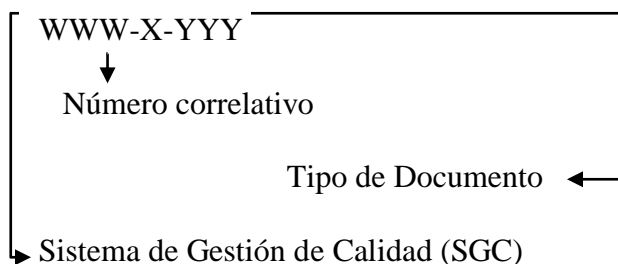 WWW-X-YYY
Número correlativo
Tipo de Documento
Sistema de Gestión de Calidad (SGC)